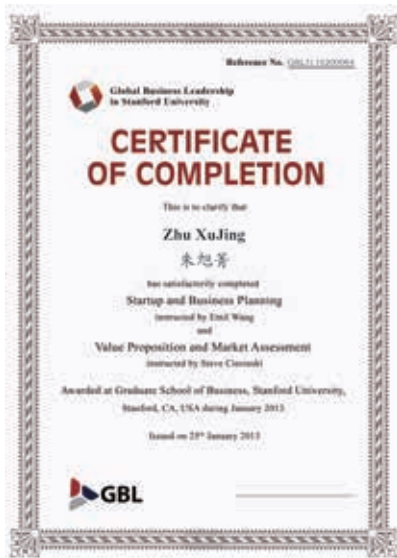 Reference No.
Global Business Leadership
in Stanford University
CERTIFICATE
OF COMPLETION
This is to clarify that
Zhu XuJing
朱旭菁
has satisfactorily completed
Startup and Business Planning
instructed by Emil Wang
and
Value Proposition and Market Assessment
instructed by Steve
Awarded at Graduate School of Business, Stanford University,
Stanford, CA, USA during January 2013
Issued on 25th January 2013
GBL